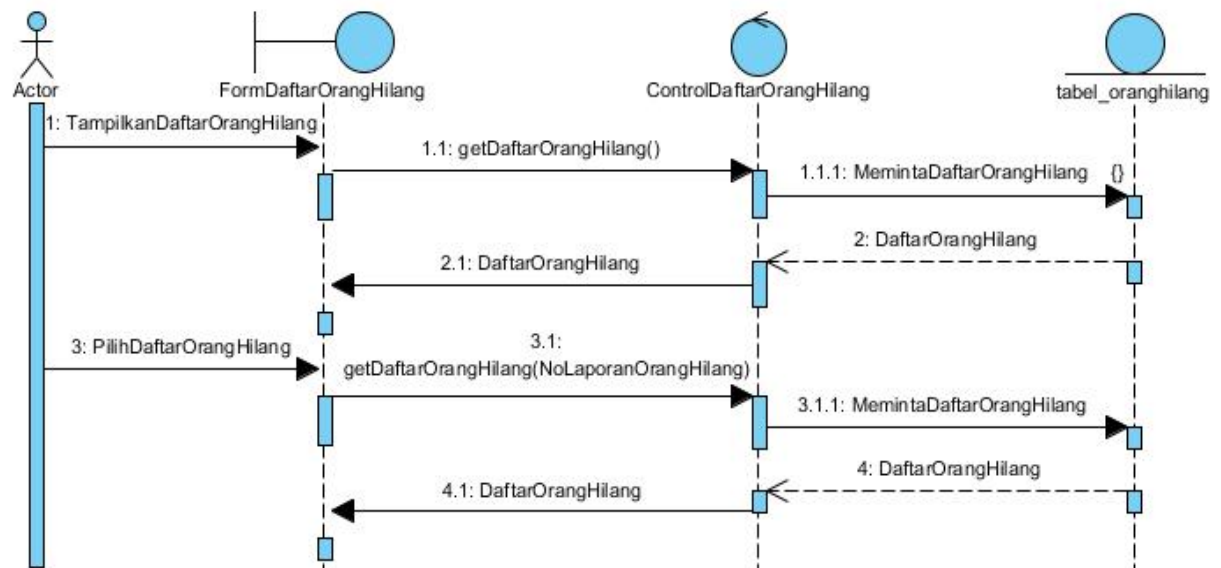 Actor
FormDaftarOrangHilang
ControlDaftarOrangHilang
tabel_oranghilang
1: TampilkanDaftarOrangHilang
1.1: getDaftarOrangHilang()
1.1.1: MemintaDaftarOrangHilang {}
2: DaftarOrangHilang
2.1: DaftarOrangHilang
3: PilihDaftarOrangHilang
3.1:
getDaftarOrangHilang(NoLaporanOrangHilang)
3.1.1: MemintaDaftarOrangHilang
4: DaftarOrangHilang
4.1: DaftarOrangHilang